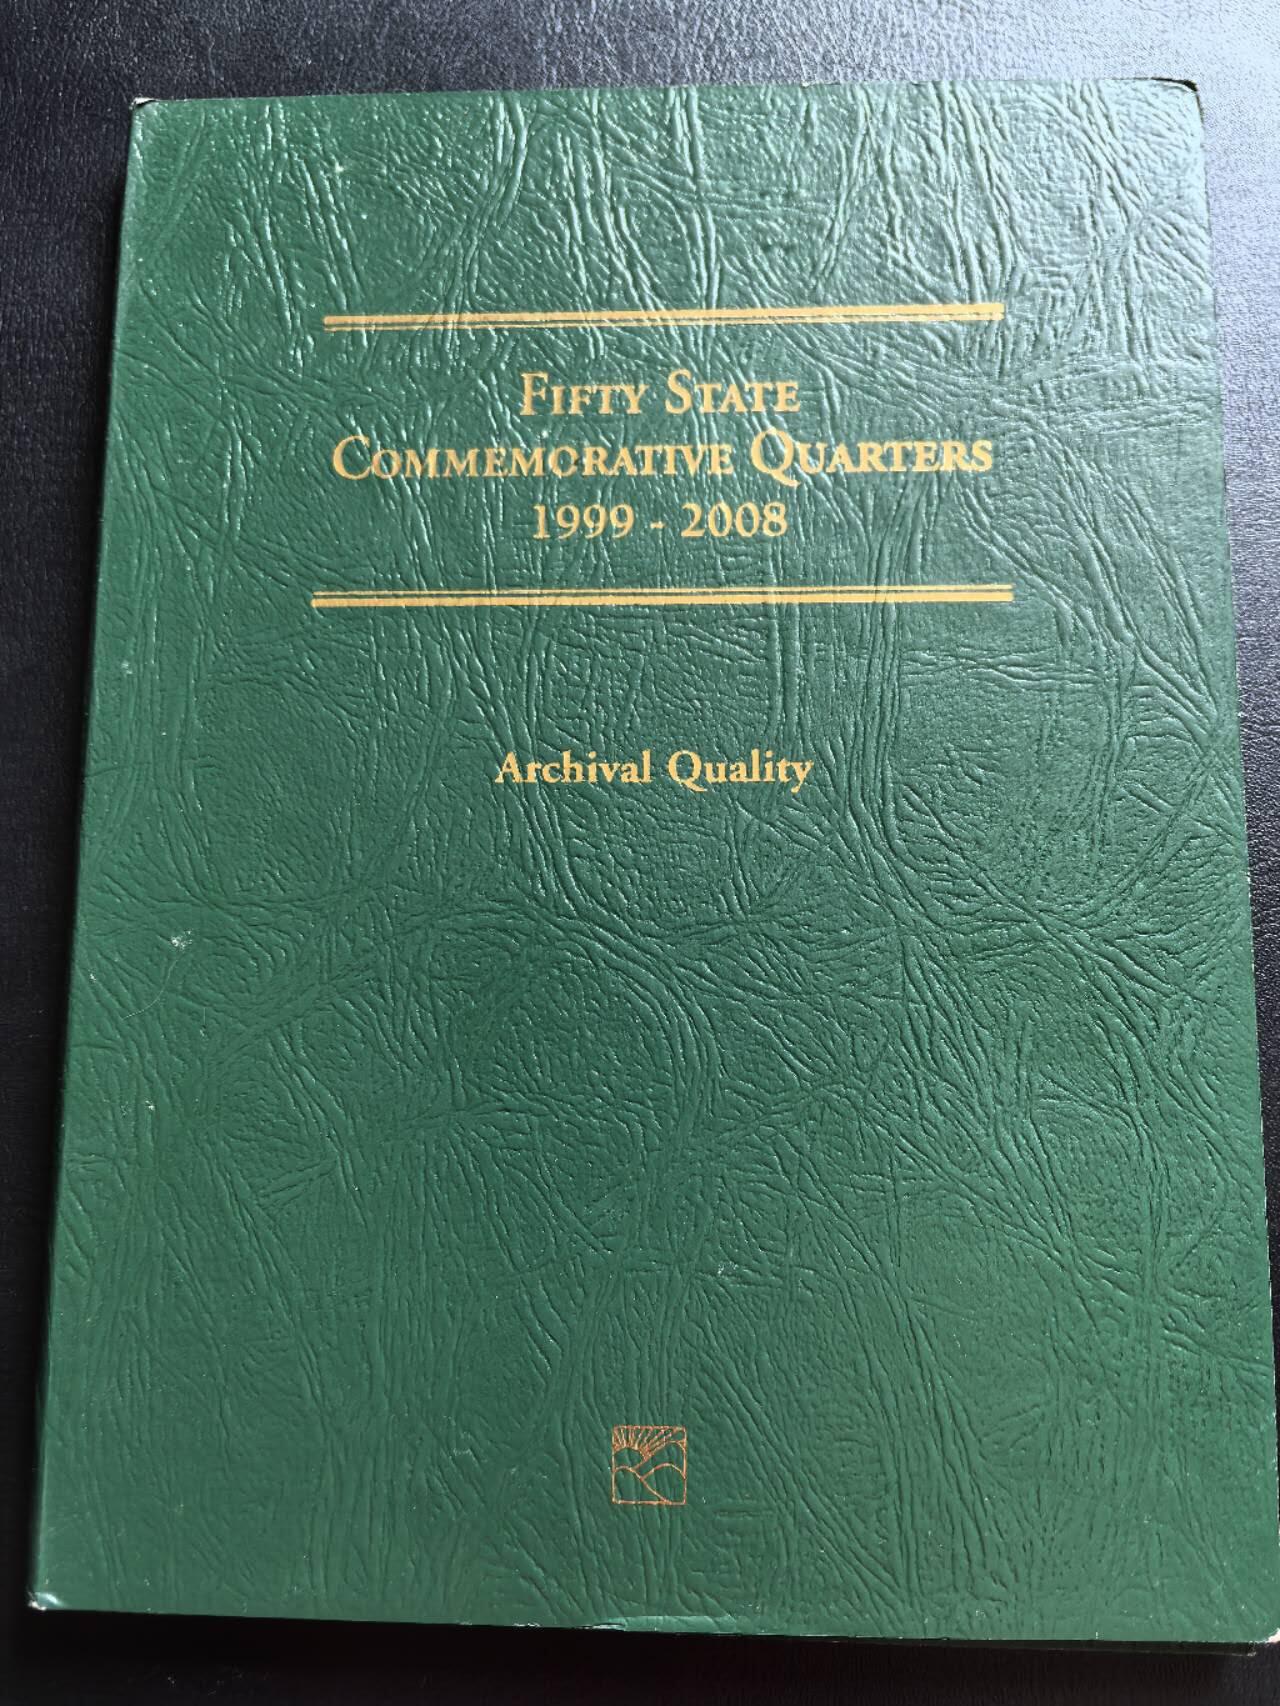 FIFTY STATE
COMMEMORATIVE QUARTERS
1999 - 2008
Archival Quality